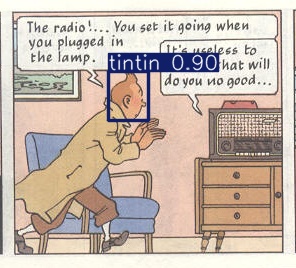 The radio!... You set it going when
you plugged in
the lamp.
It's useless to
that will
do you no good...
tintin 0.90